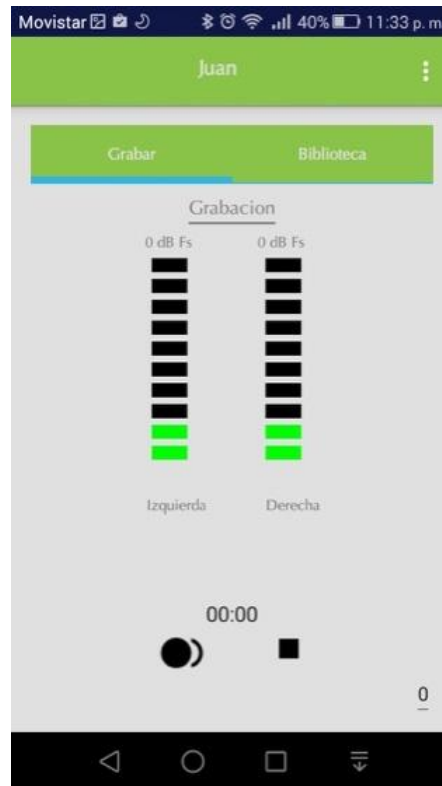 Movistar 40% 11:33 p. m
Juan
Grabar Biblioteca
Grabacion
0 dB Fs 0 dB Fs
Izquierda Derecha
00:00
0